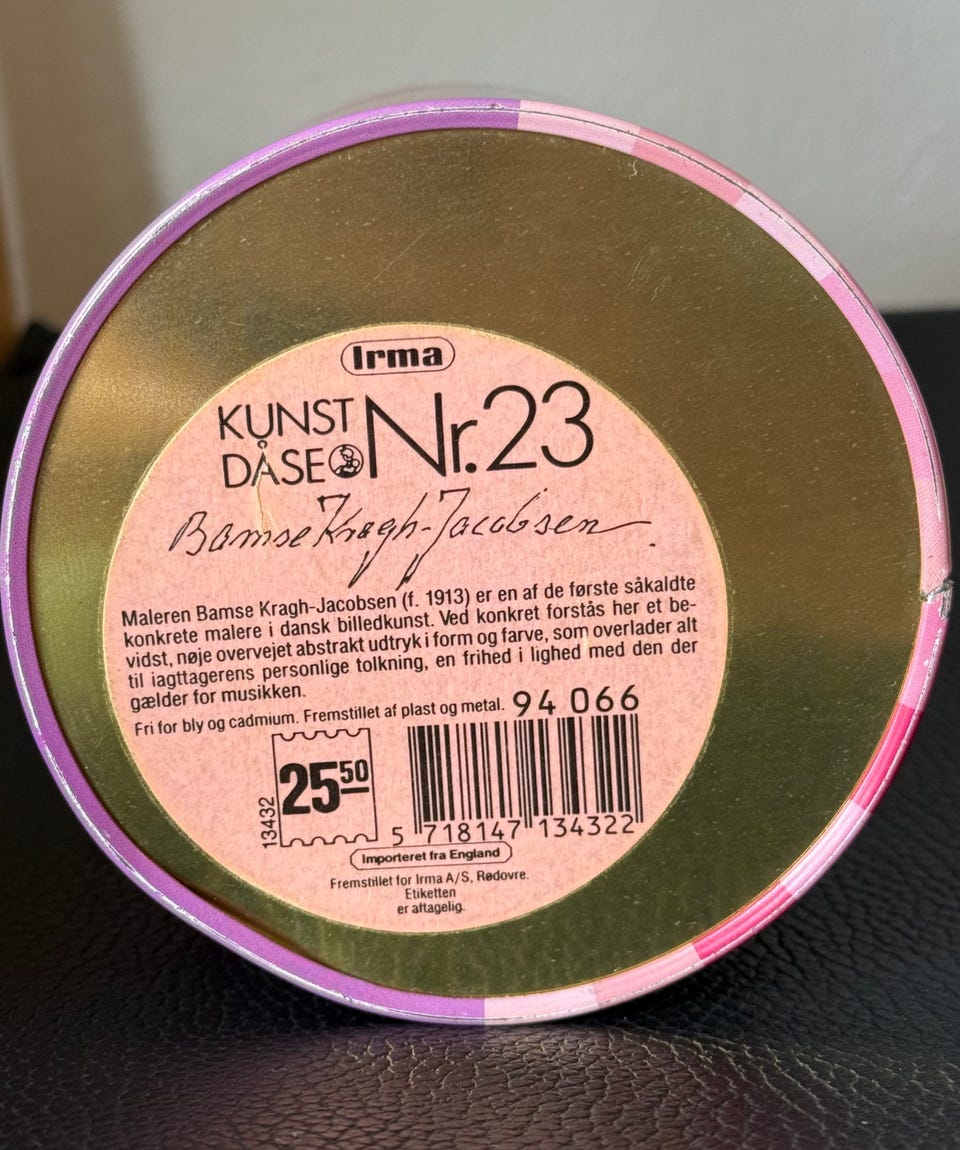 Irma
KUNST
DÅSE Nr.23
Bamse Kragh-Jacobsen
Maleren Bamse Kragh-Jacobsen (f. 1913) er en af de første såkaldte
konkrete malere i dansk billedkunst. Ved konkret forstås her et be-
vidst, nøje overvejet abstrakt udtryk i form og farve, som overlader alt
til iagttagerens personlige tolkning, en frihed i lighed med den der
gælder for musikken.
Fri for bly og cadmium. Fremstillet af plast og metal. 94 066
13432
25 50
5 718147 134322
Importeret fra England
Fremstillet for Irma A/S, Rødovre.
Etiketten
er aftagelig.